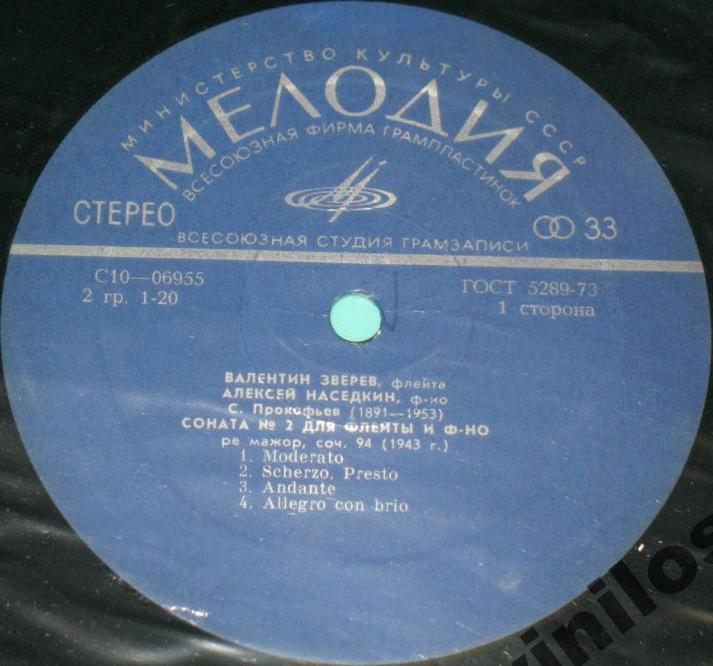 МИНИСТЕРСТВО КУЛЬТУРЫ СССР
МЕЛОДИЯ
ВСЕСОЮЗНАЯ ФИРМА ГРАМПЛАСТИНОК
СТЕРЕО
33
ВСЕСОЮЗНАЯ СТУДИЯ ГРАМЗАПИСИ
С10—06955
ГОСТ 5289-73
2 гр. 1-20
1 сторона
ВАЛЕНТИН ЗВЕРЕВ, флейта
АЛЕКСЕЙ НАСЕДКИН, ф-но
С. Прокофьев (1891—1953)
СОНАТА № 2 ДЛЯ ФЛЕЙТЫ И Ф-НО
ре мажор, соч. 94 (1943 г.)
1. Moderato
2. Scherzo. Presto
3. Andante
4. Allegro con brio
vinilos